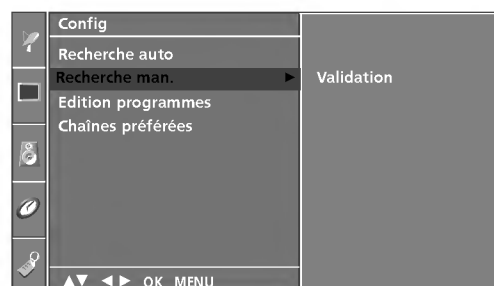 Config
Recherche auto
Recherche man. ► Validation
Edition programmes
Chaînes préférées
▲▼ ◄► OK MENU